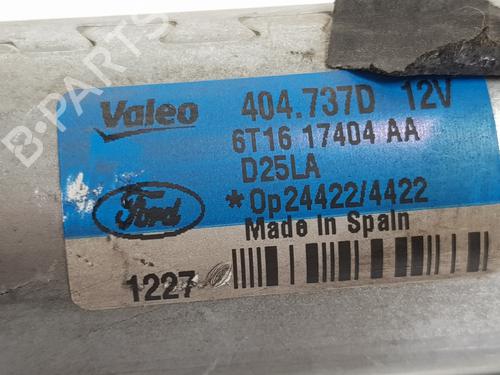 B-PARTS
Valeo 404.737D 12V
6T16 17404 AA
D25LA
*Op24422/4422
Ford
Made In Spain
1227